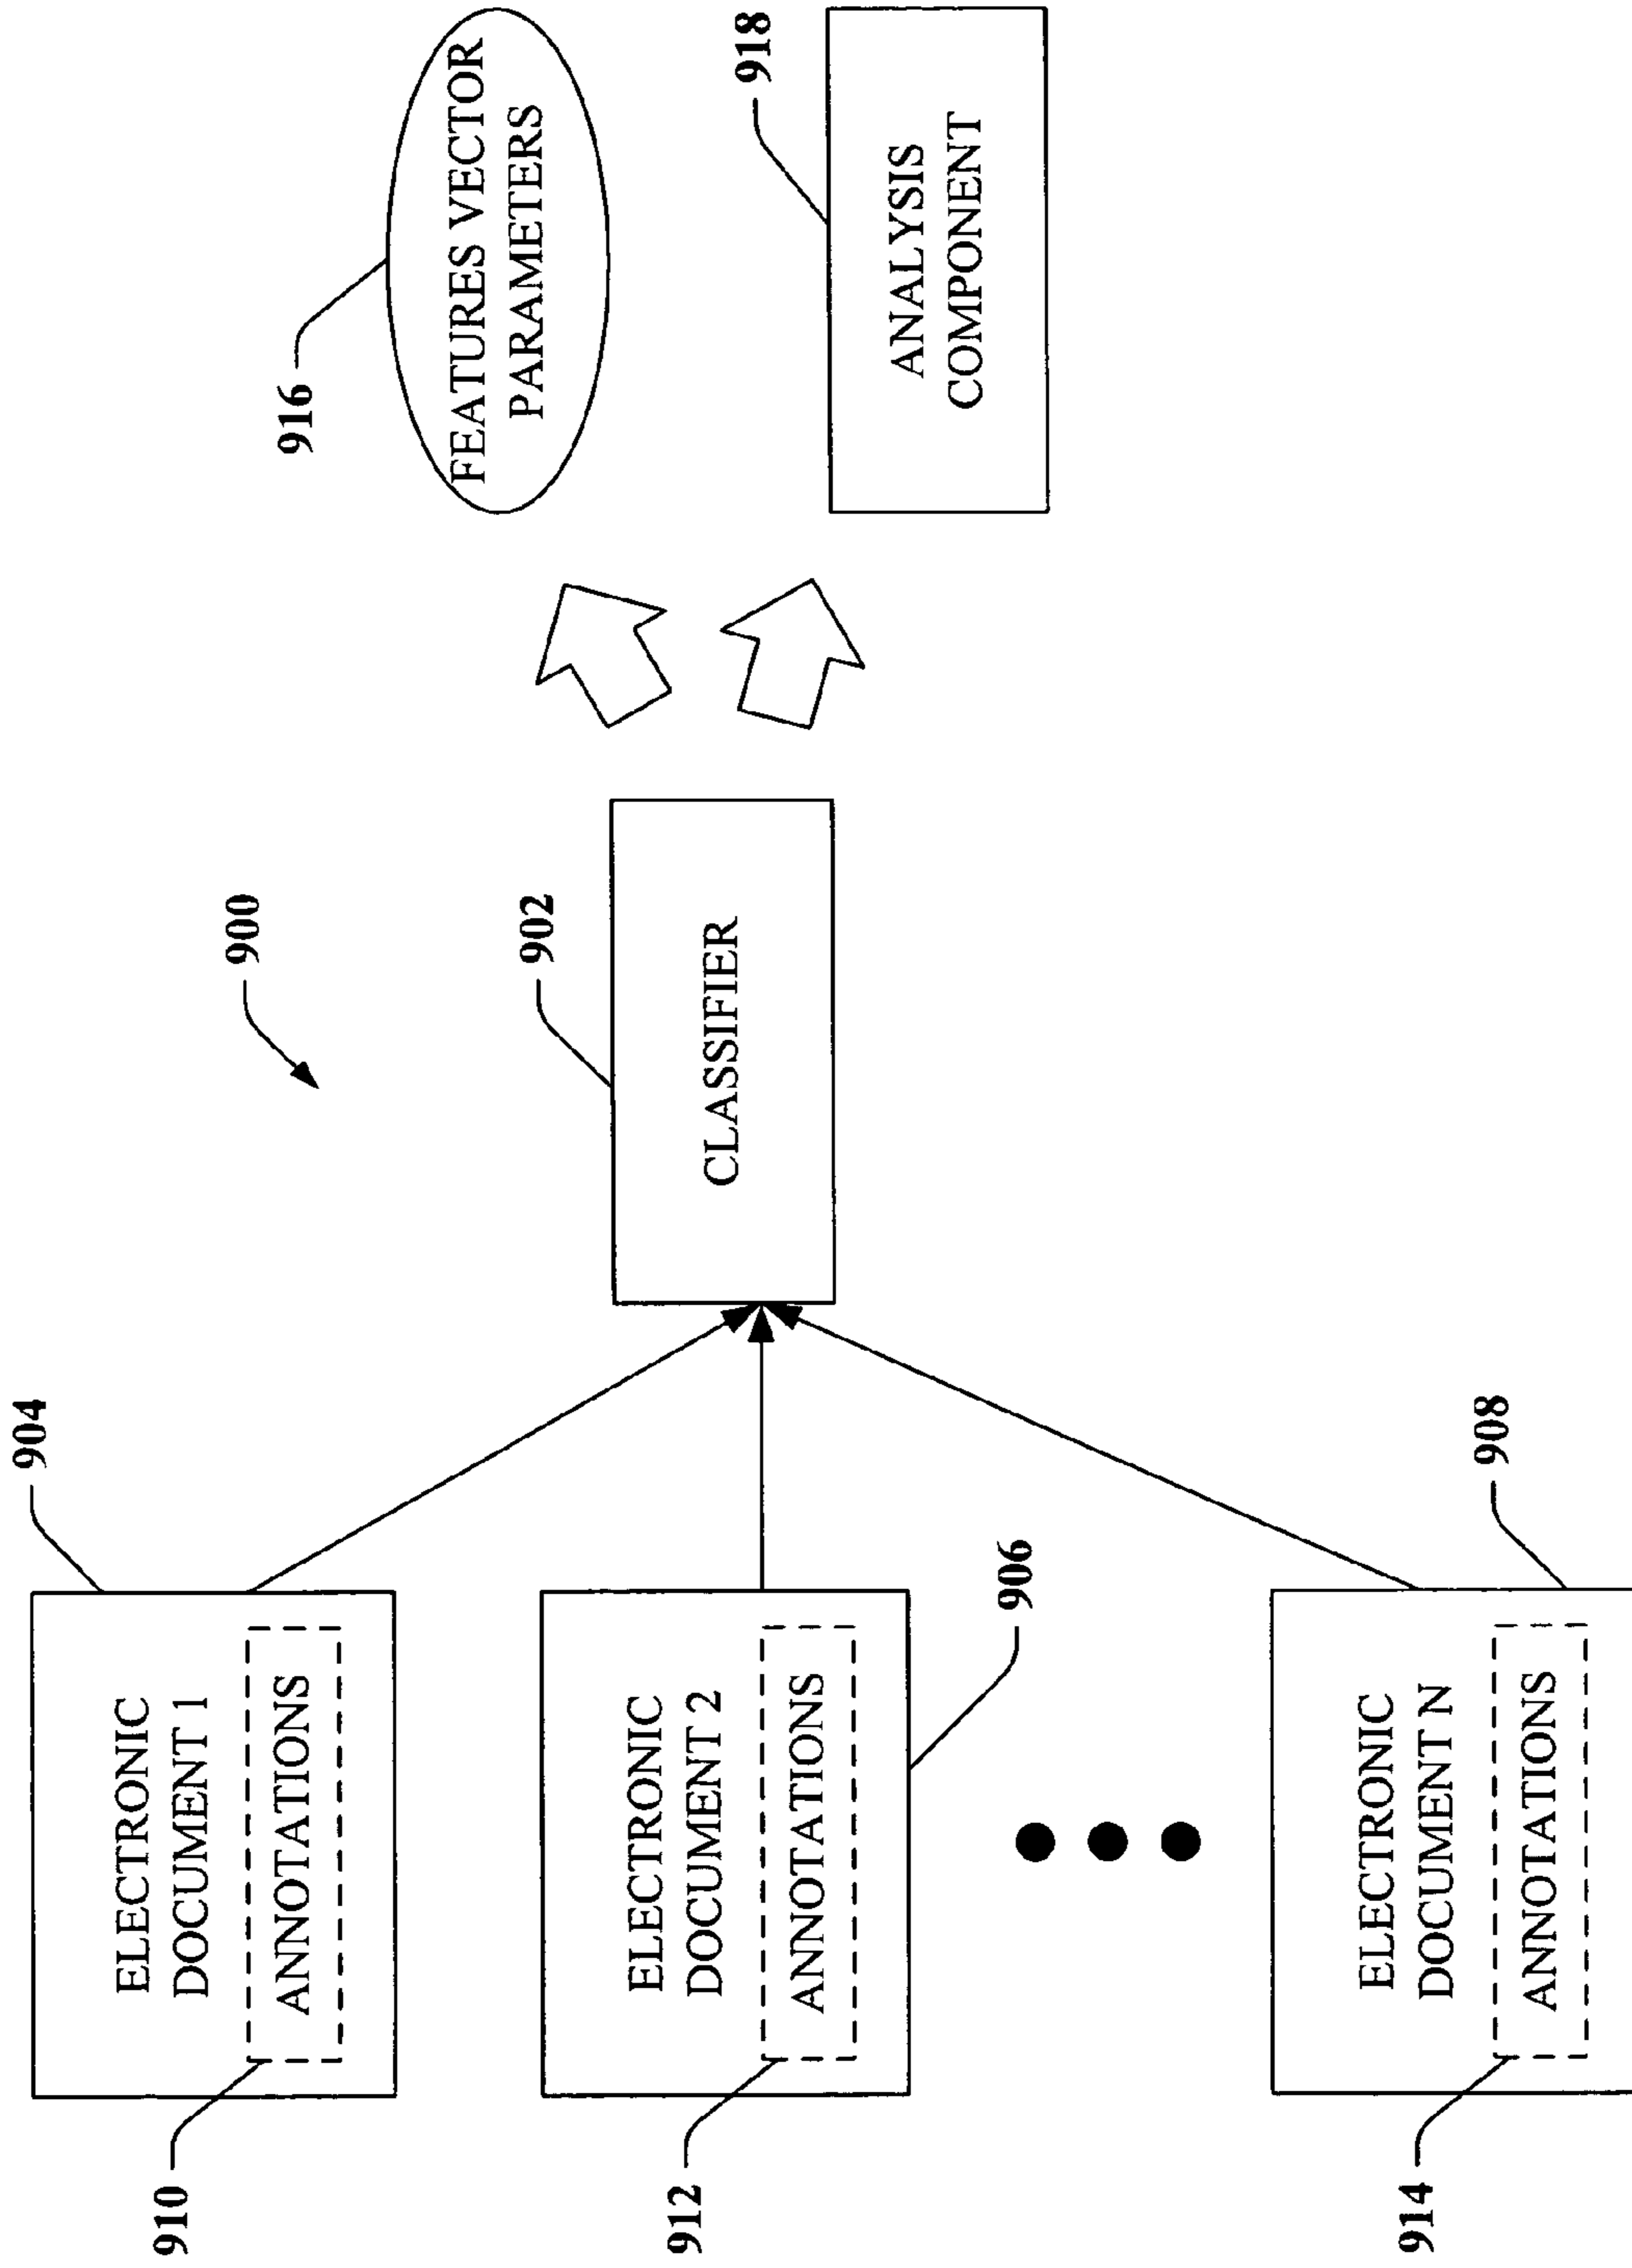 900
904
ELECTRONIC
DOCUMENT 1
ANNOTATIONS
910
ELECTRONIC
DOCUMENT 2
ANNOTATIONS
912
906
ELECTRONIC
DOCUMENT N
ANNOTATIONS
914
908
902
CLASSIFIER
916
FEATURES VECTOR
PARAMETERS
918
ANALYSIS
COMPONENT